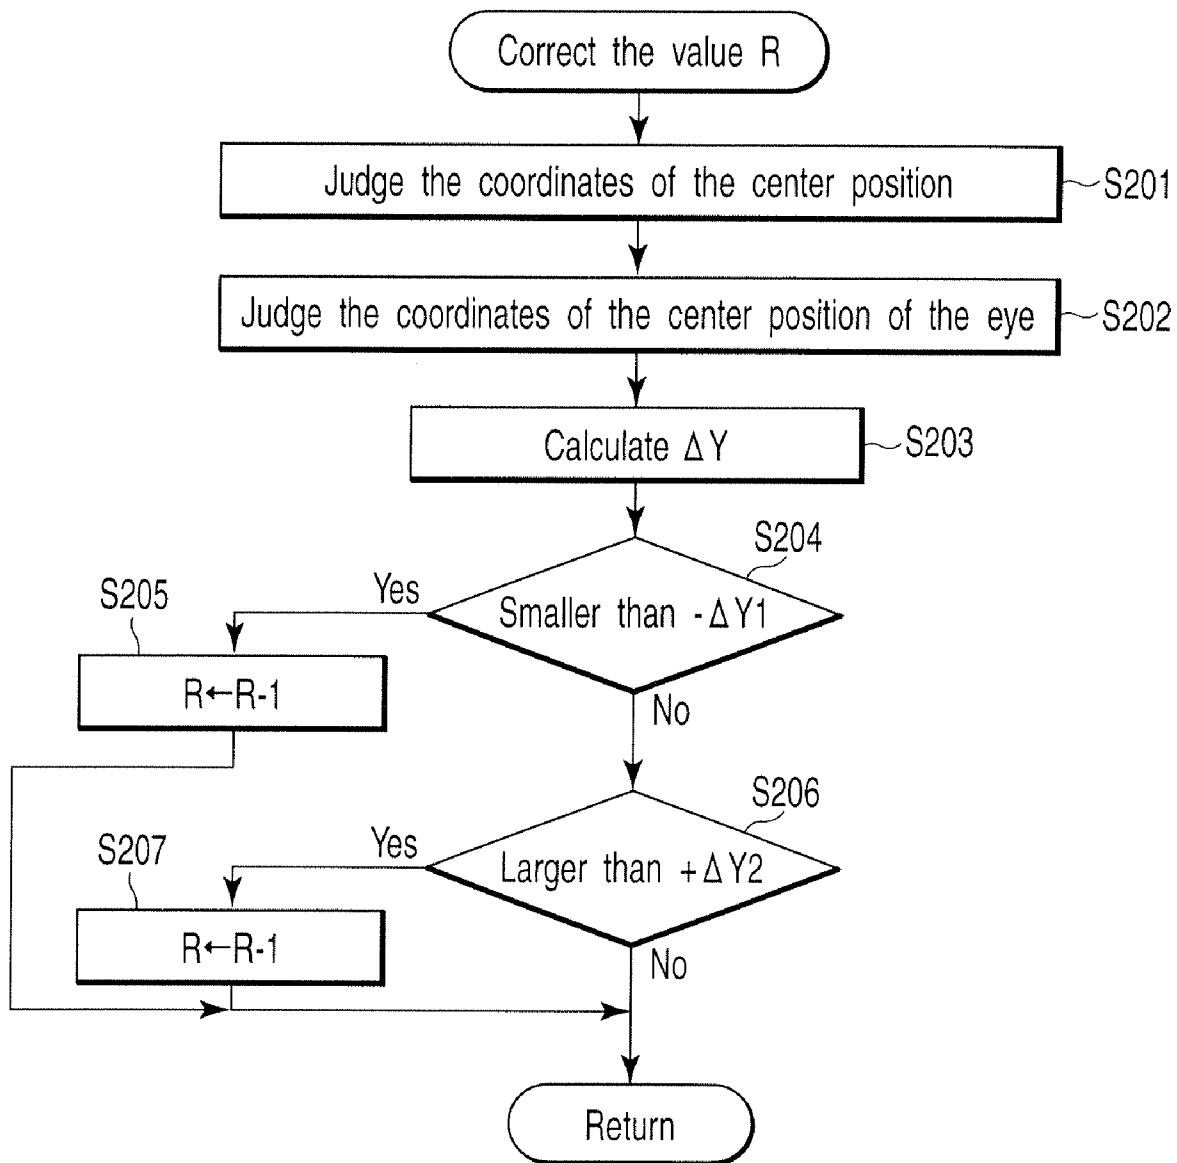 Correct the value R
Judge the coordinates of the center position
S201
Judge the coordinates of the center position of the eye
S202
Calculate ΔY
S203
S204
Smaller than -ΔY1
Yes
S205
R←R-1
No
S206
Larger than +ΔY2
Yes
S207
R←R-1
No
Return